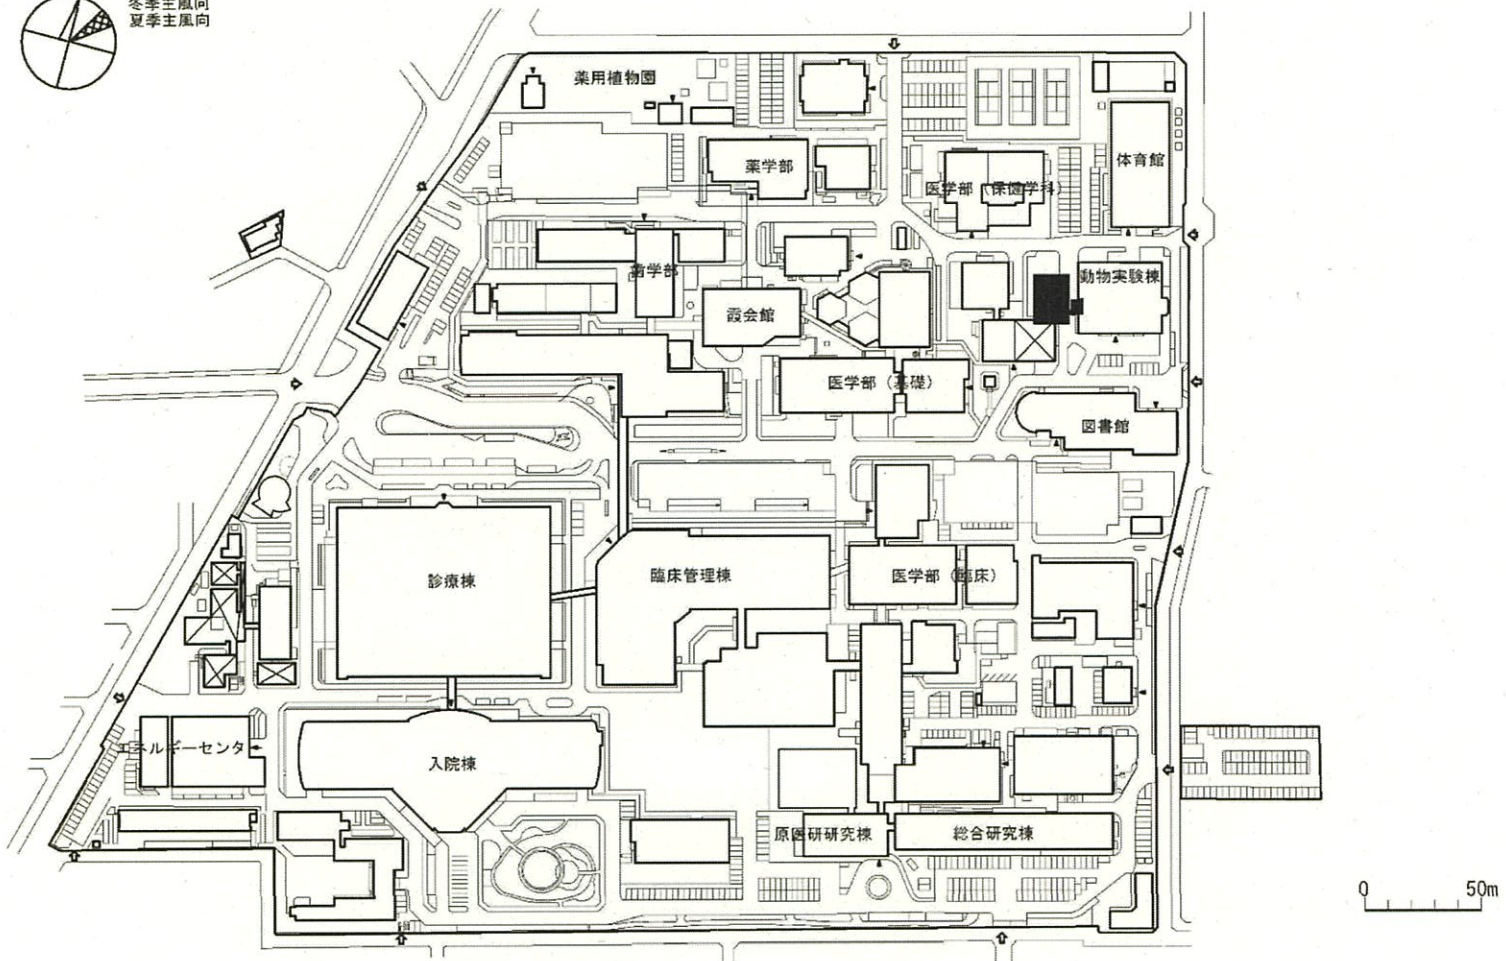 冬季主風向
夏季主風向
薬用植物園
薬学部
体育館
医学部（保健学科）
歯学部
動物実験棟
霞会館
医学部（基礎）
図書館
診療棟
臨床管理棟
医学部（臨床）
エネルギーセンター
入院棟
原医研研究棟
総合研究棟
0
50m